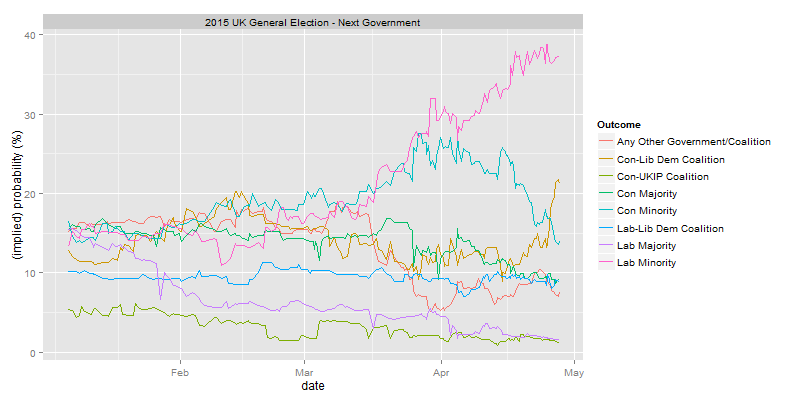 2015 UK General Election - Next Government
40
30
20
10
0
(implied) probability (%)
Feb
Mar
Apr
May
date
Outcome
Any Other Government/Coalition
Con-Lib Dem Coalition
Con-UKIP Coalition
Con Majority
Con Minority
Lab-Lib Dem Coalition
Lab Majority
Lab Minority